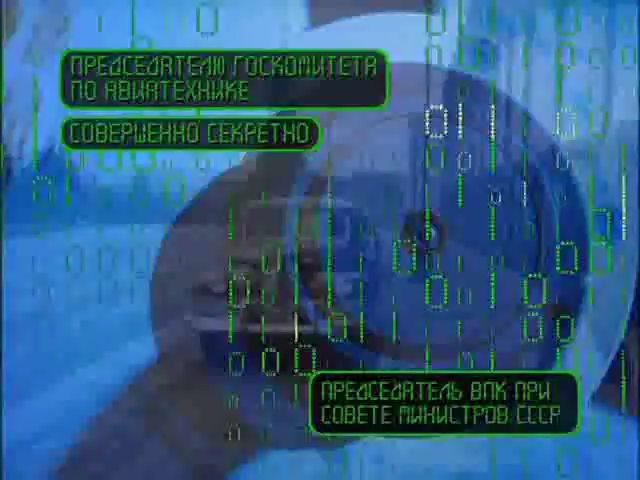 ПРЕДСЕДАТЕЛЮ ГОСКОМИТЕТА
ПО АВИАТЕХНИКЕ
СОВЕРШЕННО СЕКРЕТНО
ПРЕДСЕДАТЕЛЬ ВПК ПРИ
СОВЕТЕ МИНИСТРОВ СССР